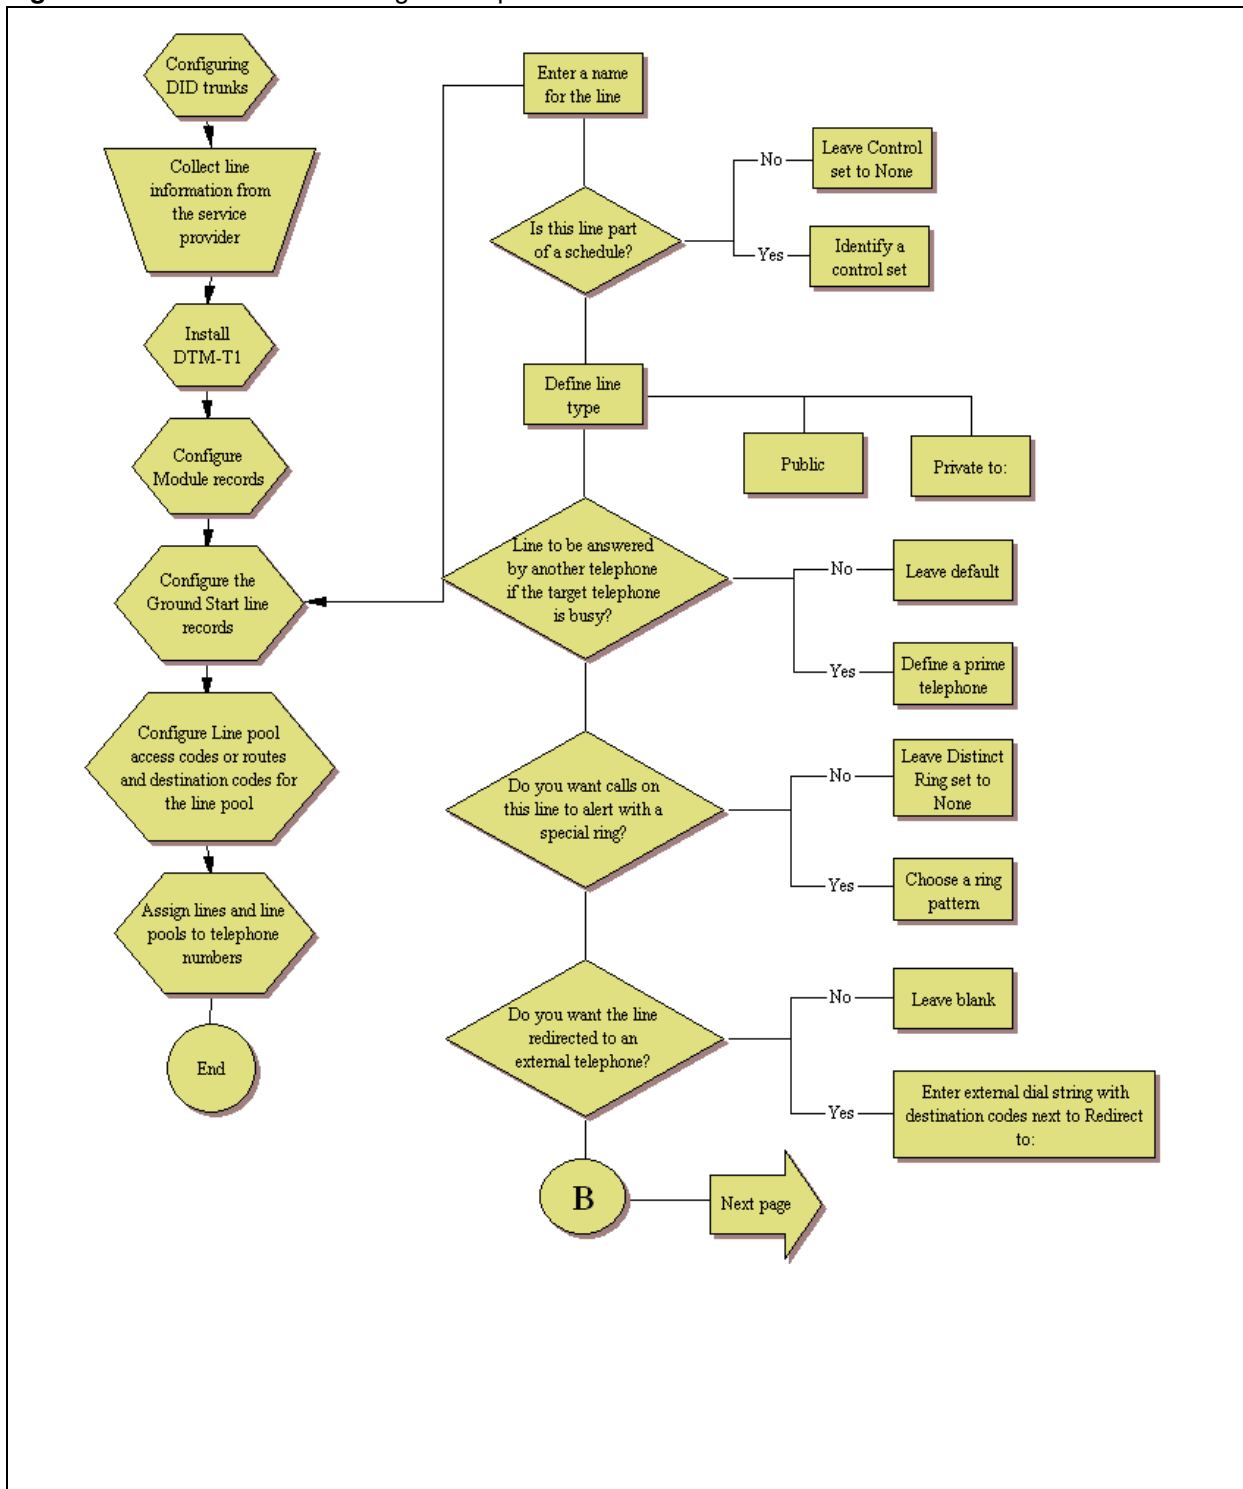 Configuring
DID trunks
Collect line
information from
the service
provider
Install
DTM-T1
Configure
Module records
Configure the
Ground Start line
records
Configure Line pool
access codes or routes
and destination codes for
the line pool
Assign lines and line
pools to telephone
numbers
End
Enter a name
for the line
Is this line part
of a schedule?
No
Leave Control
set to None
Yes
Identify a
control set
Define line
type
Public
Private to:
Line to be answered
by another telephone
if the target telephone
is busy?
No
Leave default
Yes
Define a prime
telephone
Do you want calls on
this line to alert with a
special ring?
No
Leave Distinct
Ring set to
None
Yes
Choose a ring
pattern
Do you want the line
redirected to an
external telephone?
No
Leave blank
Yes
Enter external dial string with
destination codes next to Redirect
to:
B
Next page